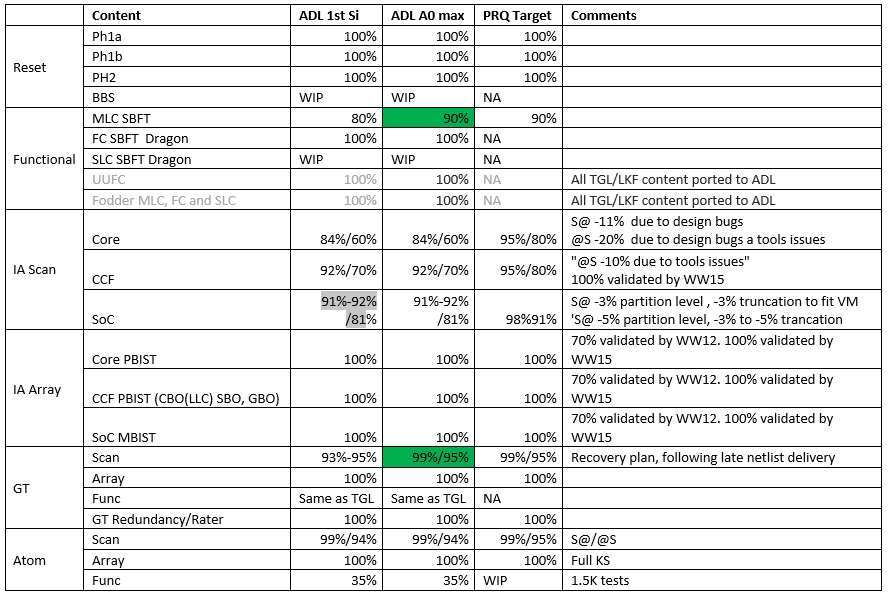 Content ADL 1st Si ADL A0 max PRQ Target Comments
Reset
Ph1a 100% 100% 100%
Ph1b 100% 100% 100%
PH2 100% 100% 100%
BBS WIP WIP NA
Functional
MLC SBFT 80% 90% 90%
FC SBFT Dragon 100% 100% NA
SLC SBFT Dragon WIP WIP NA
UUFC 100% 100% NA All TGL/LKF content ported to ADL
Fodder MLC, FC and SLC 100% 100% NA All TGL/LKF content ported to ADL
IA Scan
Core 84%/60% 84%/60% 95%/80% S@ -11% due to design bugs
@S -20% due to design bugs a tools issues
CCF 92%/70% 92%/70% 95%/80% "@S -10% due to tools issues"
100% validated by WW15
SoC 91%-92% 91%-92% S@ -3% partition level , -3% truncation to fit VM
/81% /81% 98%91% 'S@ -5% partition level, -3% to -5% trancation
IA Array
Core PBIST 100% 100% 100% 70% validated by WW12. 100% validated by
WW15
CCF PBIST (CBO(LLC) SBO, GBO) 100% 100% 100% 70% validated by WW12. 100% validated by
WW15
SoC MBIST 100% 100% 100% 70% validated by WW12. 100% validated by
WW15
GT
Scan 93%-95% 99%/95% 99%/95% Recovery plan, following late netlist delivery
Array 100% 100% 100%
Func Same as TGL Same as TGL NA
GT Redundancy/Rater 100% 100% 100%
Atom
Scan 99%/94% 99%/94% 99%/95% S@/@S
Array 100% 100% 100% Full KS
Func 35% 35% WIP 1.5K tests